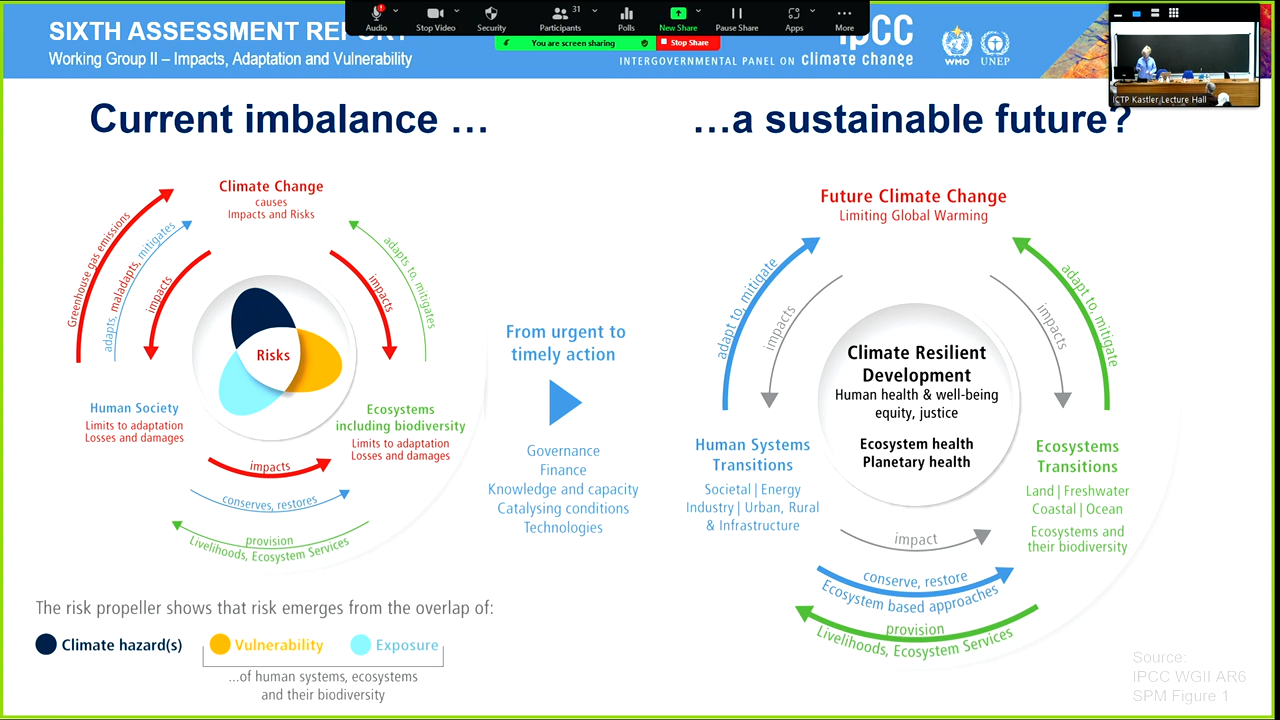 SIXTH ASSESSMENT REPORT
Working Group II – Impacts, Adaptation and Vulnerability
Audio
Stop Video
Security
31
Participants
Polls
New Share
Pause Share
Apps
More
You are screen sharing
Stop Share
ipcc
INTERGOVERNMENTAL PANEL ON climate change
WMO
UNEP
ICTP Kastler Lecture Hall
Current imbalance …
…a sustainable future?
Climate Change
causes
Impacts and Risks
Greenhouse gas emissions
adapts, maladapts, mitigates
impacts
impacts
adapts to, mitigates
Risks
Human Society
Limits to adaptation
Losses and damages
Ecosystems
including biodiversity
Limits to adaptation
Losses and damages
impacts
conserves, restores
provision
Livelihoods, Ecosystem Services
The risk propeller shows that risk emerges from the overlap of:
Climate hazard(s)
Vulnerability
Exposure
...of human systems, ecosystems
and their biodiversity
From urgent to
timely action
Governance
Finance
Knowledge and capacity
Catalysing conditions
Technologies
Future Climate Change
Limiting Global Warming
adapt to, mitigate
impacts
impacts
adapt to, mitigate
Climate Resilient
Development
Human health & well-being
equity, justice
Ecosystem health
Planetary health
Human Systems
Transitions
Societal | Energy
Industry | Urban, Rural
& Infrastructure
Ecosystems
Transitions
Land | Freshwater
Coastal | Ocean
Ecosystems and
their biodiversity
impact
conserve, restore
Ecosystem based approaches
provision
Livelihoods, Ecosystem Services
Source:
IPCC WGII AR6
SPM Figure 1